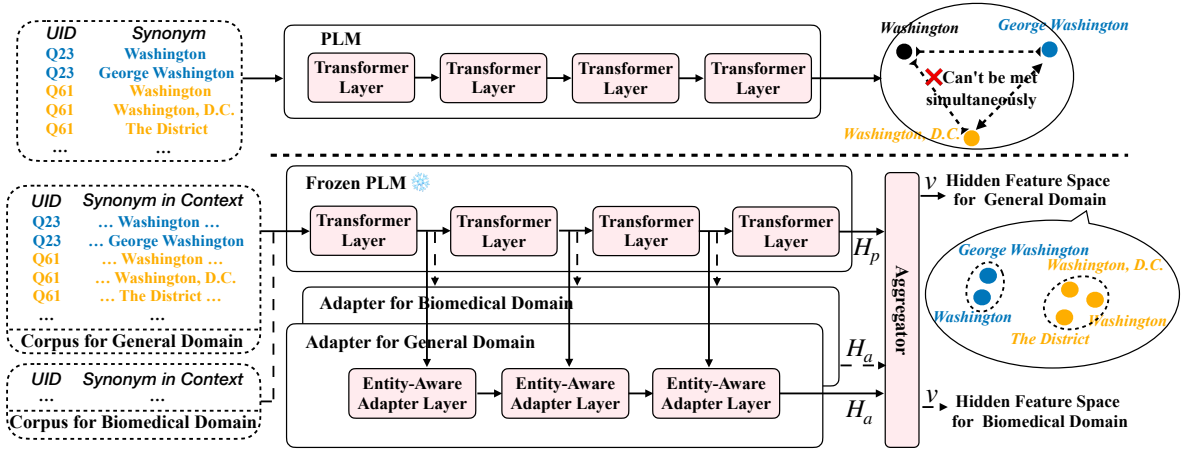 UID Synonym
Q23 Washington
Q23 George Washington
Q61 Washington
Q61 Washington, D.C.
Q61 The District
... ...
PLM
Transformer Layer
Transformer Layer
Transformer Layer
Transformer Layer
Washington
George Washington
Can't be met
simultaneously
Washington, D.C.
UID Synonym in Context
Q23 ... Washington ...
Q23 ... George Washington
Q61 ... Washington ...
Q61 ... Washington, D.C.
Q61 ... The District ...
... ...
Corpus for General Domain
UID Synonym in Context
... ...
Corpus for Biomedical Domain
Frozen PLM
Transformer Layer
Transformer Layer
Transformer Layer
Transformer Layer
H_p
Adapter for Biomedical Domain
H_a
Adapter for General Domain
Entity-Aware
Adapter Layer
Entity-Aware
Adapter Layer
Entity-Aware
Adapter Layer
H_a
Aggregator
v Hidden Feature Space
for General Domain
George Washington
Washington
Washington, D.C.
Washington
The District
v Hidden Feature Space
for Biomedical Domain